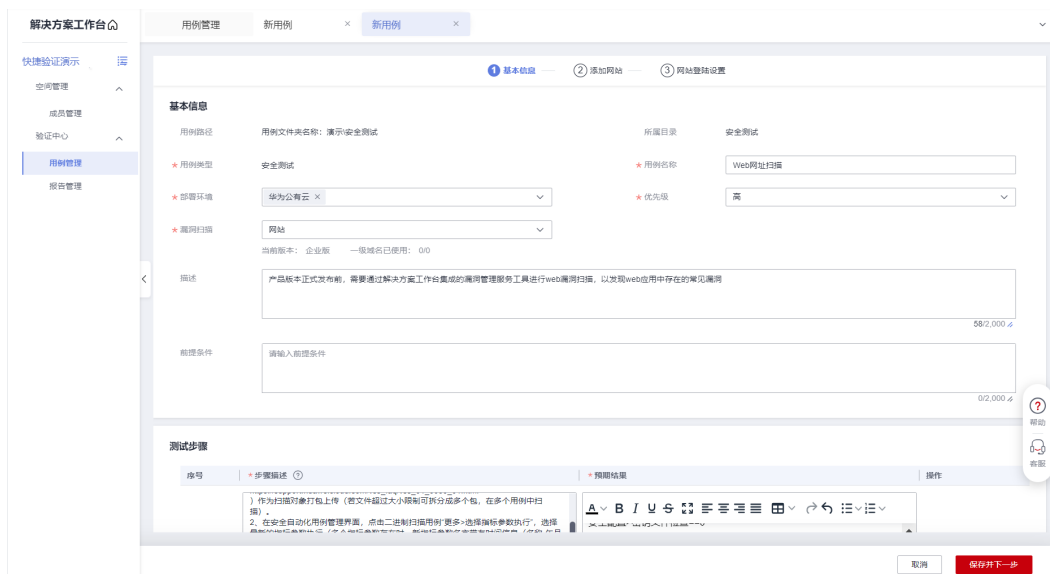 解决方案工作台
用例管理
新用例 ×
新用例 ×
快捷验证演示
空间管理
成员管理
验证中心
用例管理
报告管理
1 基本信息
2 添加网站
3 网站登陆设置
基本信息
用例路径 用例文件夹名称：演示\安全测试 所属目录 安全测试
* 用例类型 安全测试 * 用例名称 Web网址扫描
* 部署环境 华为公有云 × * 优先级 高
* 漏洞扫描 网站
当前版本： 企业版 一级域名已使用： 0/0
描述 产品版本正式发布前，需要通过解决方案工作台集成的漏洞管理服务工具进行web漏洞扫描，以发现web应用中存在的常见漏洞
58/2,000
前提条件 请输入前提条件
0/2,000
帮助
客服
测试步骤
序号 * 步骤描述 ? * 预期结果 操作
）作为扫描对象打包上传（若文件超过大小限制可拆分成多个包，在多个用例中扫
描）。
2、在安全自动化用例管理界面，点击二进制扫描用例“更多>选择指标参数执行”，选择
A B I U S
取消 保存并下一步